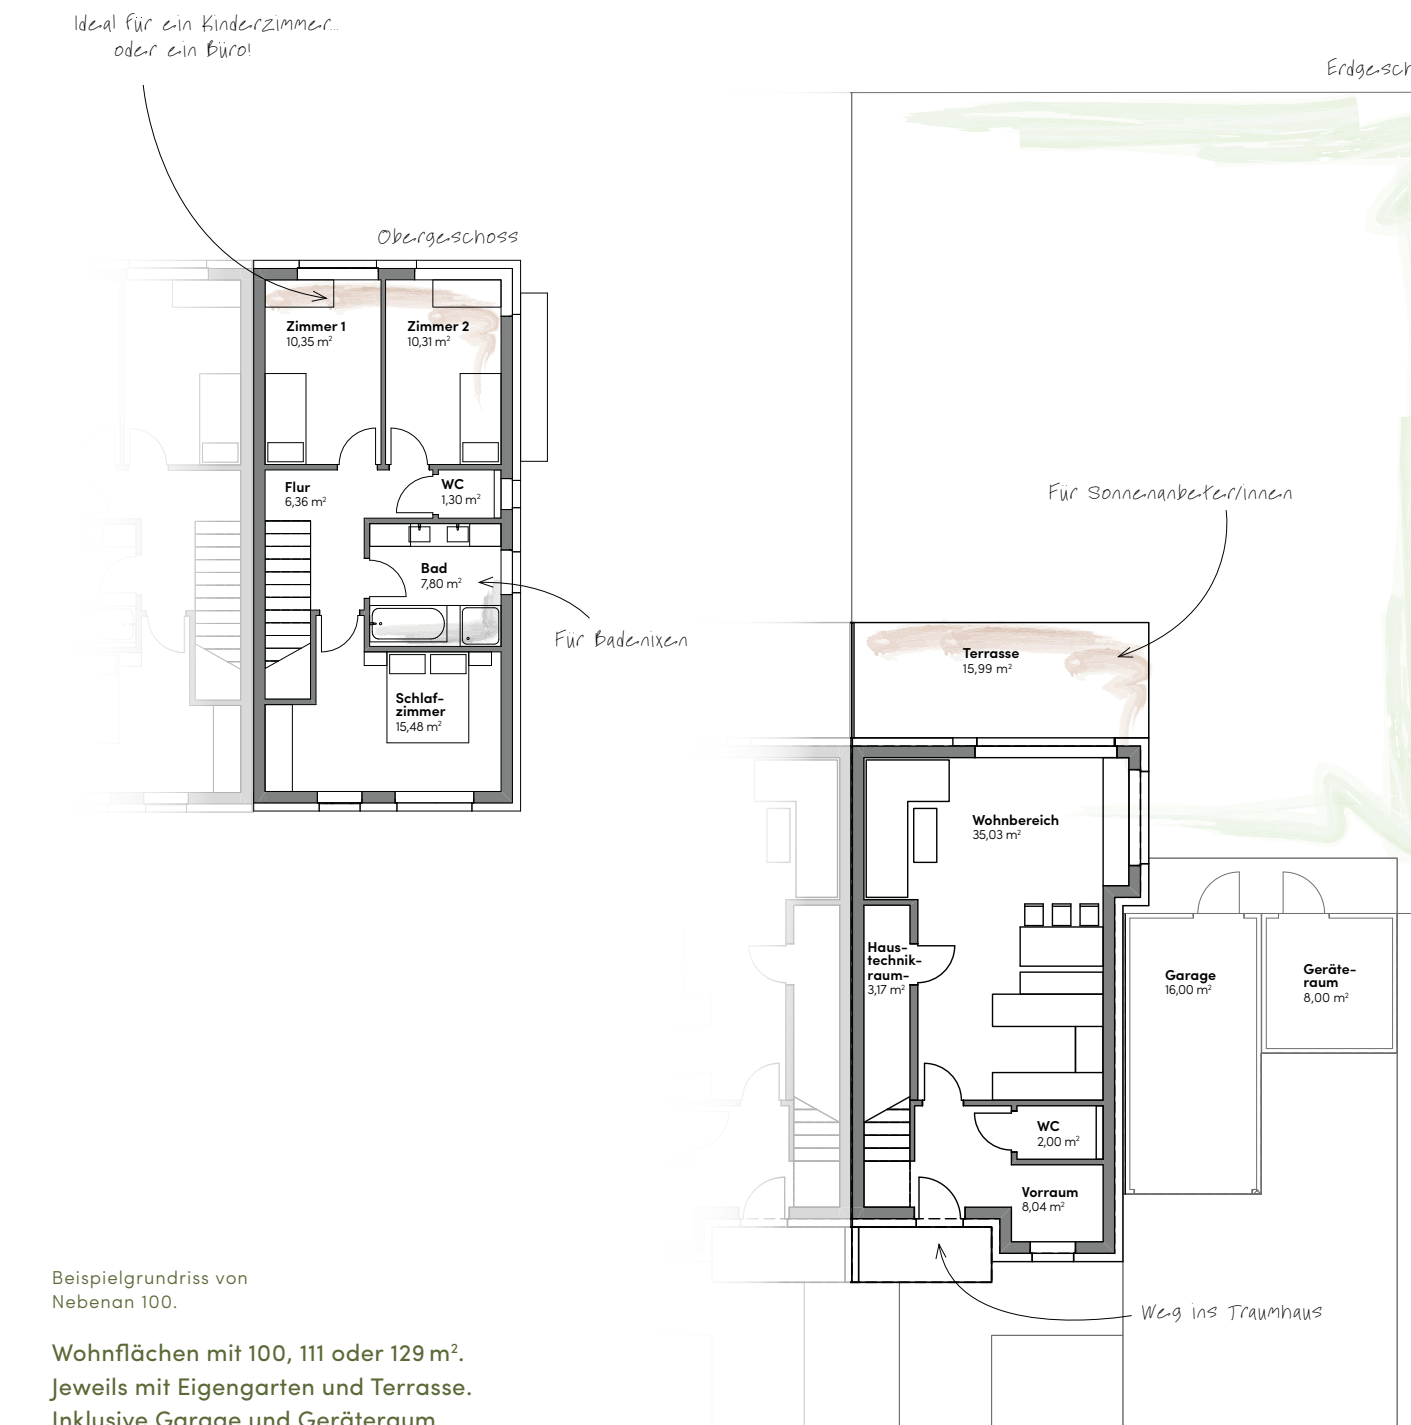 Ideal für ein Kinderzimmer...
oder ein Büro!
Erdgesch
Obergeschoss
Zimmer 1
10,35 m²
Zimmer 2
10,31 m²
Flur
6,36 m²
WC
1,30 m²
Bad
7,80 m²
Für Badenixen
Schlaf-
zimmer
15,48 m²
Für Sonnenanbeter/innen
Terrasse
15,99 m²
Wohnbereich
35,03 m²
Haus-
technik-
raum-
3,17 m²
Garage
16,00 m²
Geräte-
raum
8,00 m²
WC
2,00 m²
Vorraum
8,04 m²
Weg ins Traumhaus
Beispielgrundriss von
Nebenan 100.
Wohnflächen mit 100, 111 oder 129 m².
Jeweils mit Eigengarten und Terrasse.
Inklusive Garage und Geräteraum